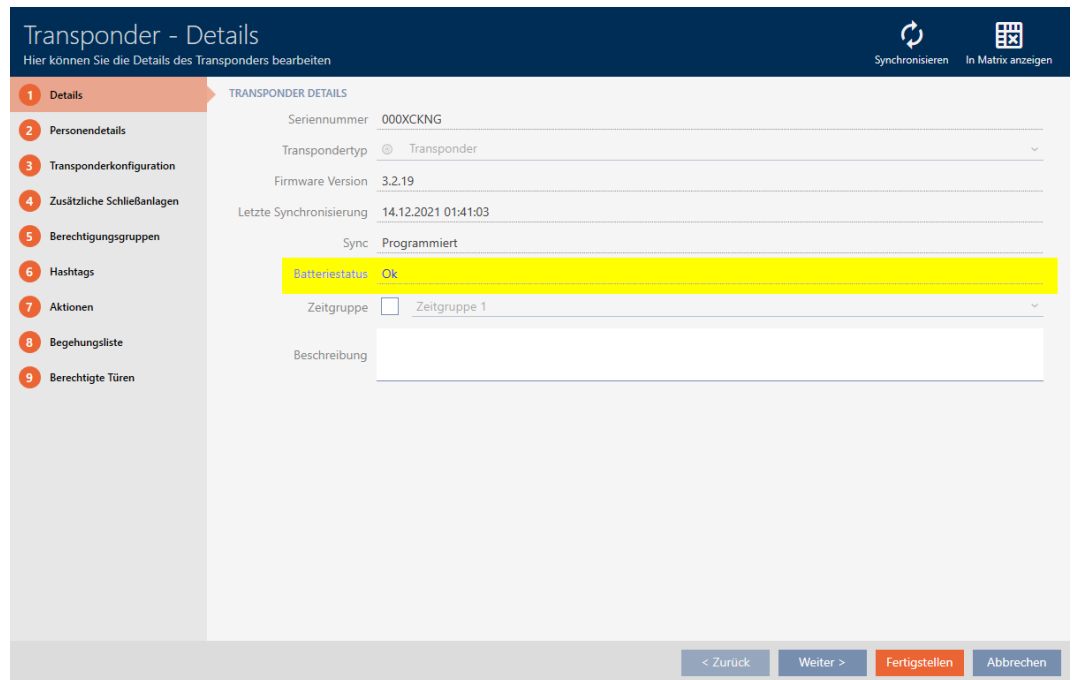 Transponder - Details
Hier können Sie die Details des Transponders bearbeiten
Synchronisieren
In Matrix anzeigen
1 Details
2 Personendetails
3 Transponderkonfiguration
4 Zusätzliche Schließanlagen
5 Berechtigungsgruppen
6 Hashtags
7 Aktionen
8 Begehungsliste
9 Berechtigte Türen
TRANSPONDER DETAILS
Seriennummer 000XCKNG
Transpondertyp Transponder
Firmware Version 3.2.19
Letzte Synchronisierung 14.12.2021 01:41:03
Sync Programmiert
Batteriestatus Ok
Zeitgruppe Zeitgruppe 1
Beschreibung
< Zurück
Weiter >
Fertigstellen
Abbrechen